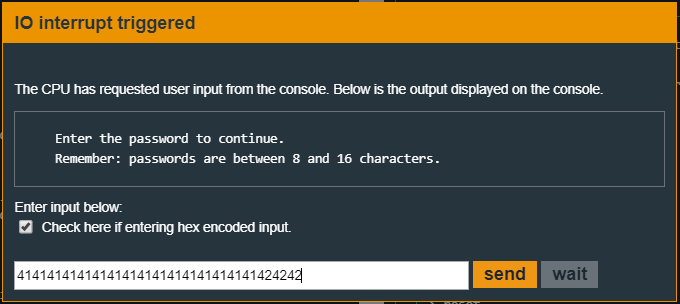 IO interrupt triggered
The CPU has requested user input from the console. Below is the output displayed on the console.
Enter the password to continue.
Remember: passwords are between 8 and 16 characters.
Enter input below:
Check here if entering hex encoded input.
41414141414141414141414141414141424242
send wait